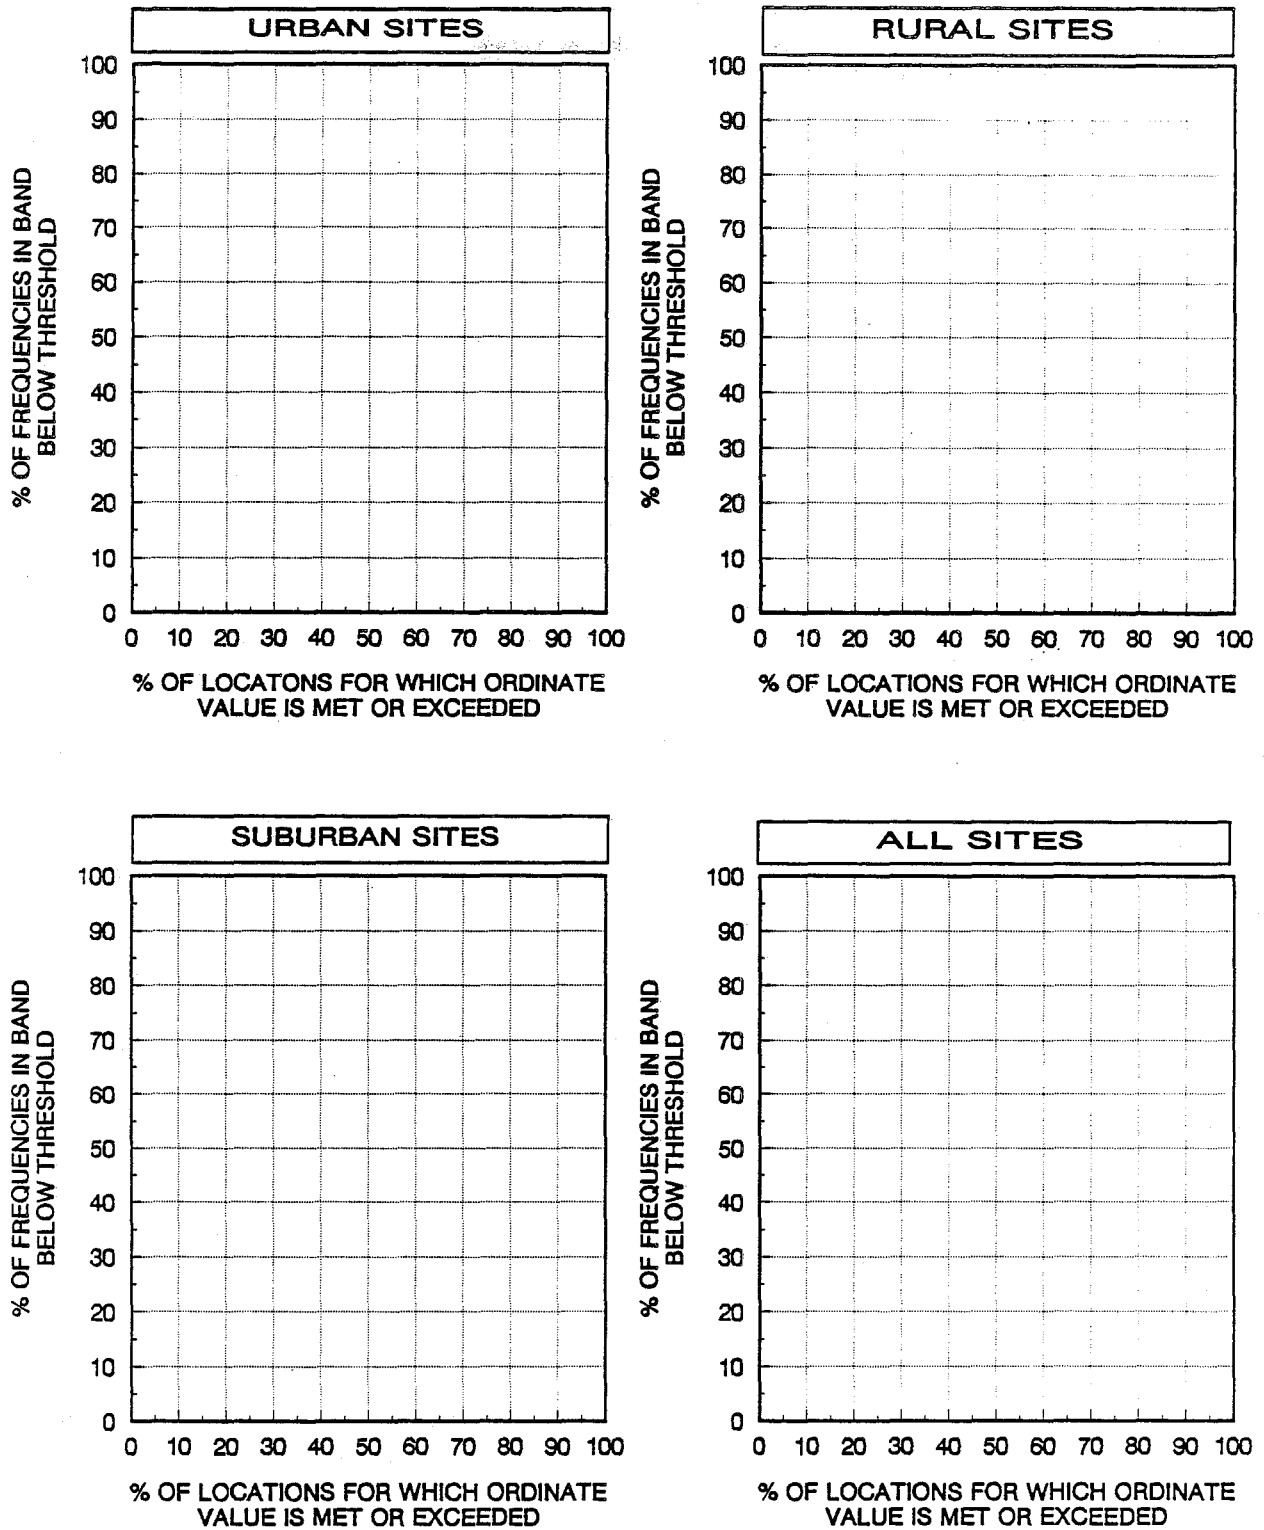 URBAN SITES
100
90
80
70
60
50
40
30
20
10
0
0 10 20 30 40 50 60 70 80 90 100
% OF FREQUENCIES IN BAND
BELOW THRESHOLD
% OF LOCATONS FOR WHICH ORDINATE
VALUE IS MET OR EXCEEDED
RURAL SITES
100
90
80
70
60
50
40
30
20
10
0
0 10 20 30 40 50 60 70 80 90 100
% OF FREQUENCIES IN BAND
BELOW THRESHOLD
% OF LOCATIONS FOR WHICH ORDINATE
VALUE IS MET OR EXCEEDED
SUBURBAN SITES
100
90
80
70
60
50
40
30
20
10
0
0 10 20 30 40 50 60 70 80 90 100
% OF FREQUENCIES IN BAND
BELOW THRESHOLD
% OF LOCATIONS FOR WHICH ORDINATE
VALUE IS MET OR EXCEEDED
ALL SITES
100
90
80
70
60
50
40
30
20
10
0
0 10 20 30 40 50 60 70 80 90 100
% OF FREQUENCIES IN BAND
BELOW THRESHOLD
% OF LOCATIONS FOR WHICH ORDINATE
VALUE IS MET OR EXCEEDED